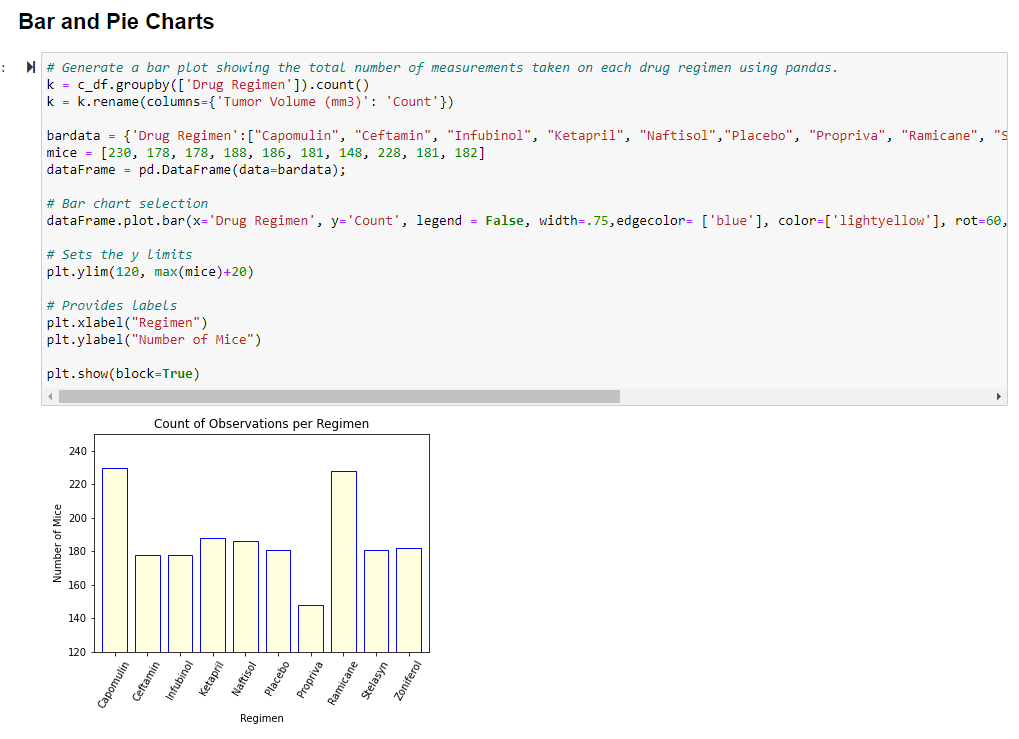 Bar and Pie Charts
:
# Generate a bar plot showing the total number of measurements taken on each drug regimen using pandas.
k = c_df.groupby(['Drug Regimen']).count()
k = k.rename(columns={'Tumor Volume (mm3)': 'Count'})
bardata = {'Drug Regimen':["Capomulin", "Ceftamin", "Infubinol", "Ketapril", "Naftisol","Placebo", "Propriva", "Ramicane", "S
mice = [230, 178, 178, 188, 186, 181, 148, 228, 181, 182]
dataFrame = pd.DataFrame(data=bardata);
# Bar chart selection
dataFrame.plot.bar(x='Drug Regimen', y='Count', legend = False, width=.75,edgecolor= ['blue'], color=['lightyellow'], rot=60,
# Sets the y limits
plt.ylim(120, max(mice)+20)
# Provides labels
plt.xlabel("Regimen")
plt.ylabel("Number of Mice")
plt.show(block=True)
Count of Observations per Regimen
240
220
200
180
160
140
120
Number of Mice
Capomulin
Ceftamin
Infubinol
Ketapril
Naftisol
Placebo
Propriva
Ramicane
Stelasyn
Zoniferol
Regimen